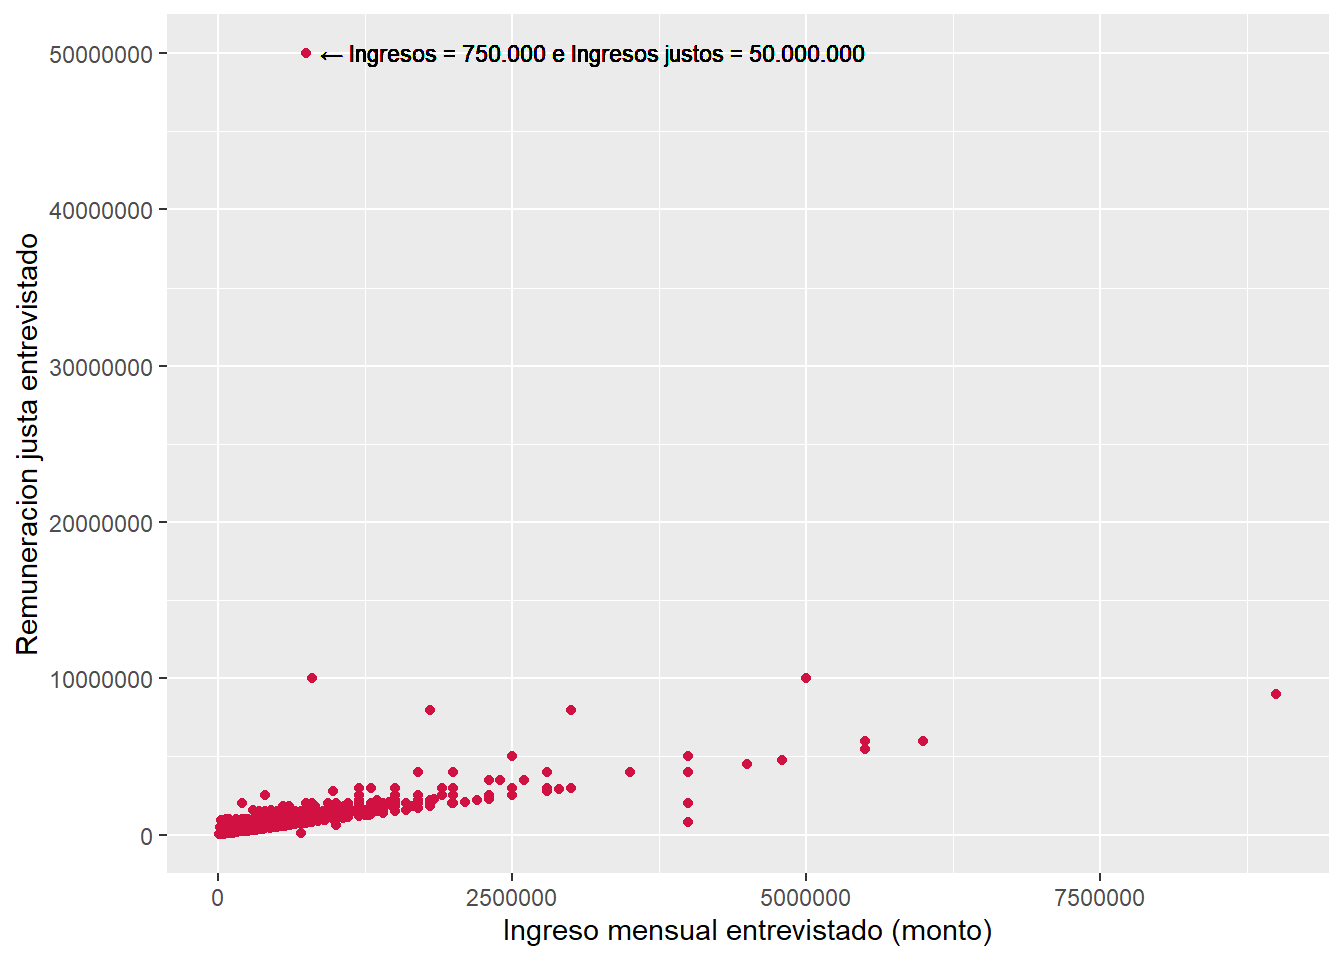 50000000
← Ingresos = 750.000 e Ingresos justos = 50.000.000
40000000
30000000
20000000
10000000
0
Remuneracion justa entrevistado
0 2500000 5000000 7500000
Ingreso mensual entrevistado (monto)